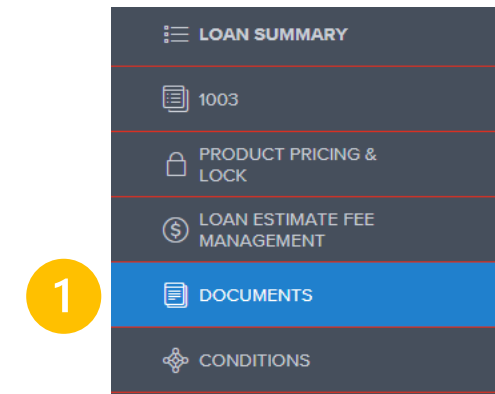 LOAN SUMMARY
1003
PRODUCT PRICING &
LOCK
LOAN ESTIMATE FEE
MANAGEMENT
1
DOCUMENTS
CONDITIONS